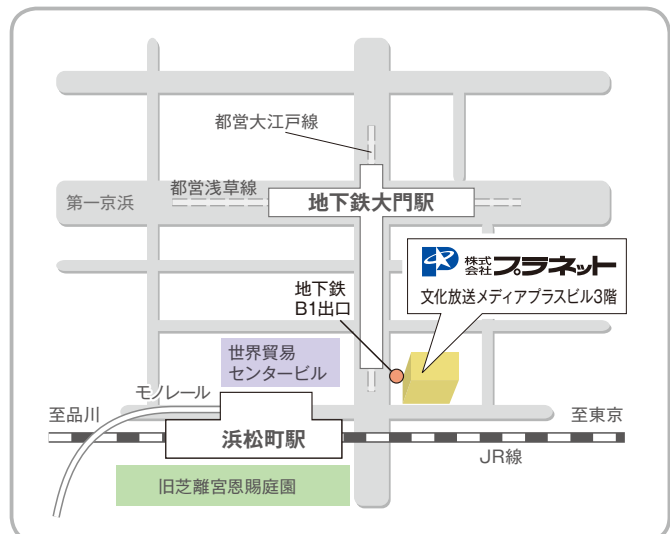 都営大江戸線
都営浅草線
第一京浜
地下鉄大門駅
株式会社プラネット
文化放送メディアプラスビル3階
地下鉄
B1出口
世界貿易
センタービル
モノレール
至品川
至東京
浜松町駅
JR線
旧芝離宮恩賜庭園